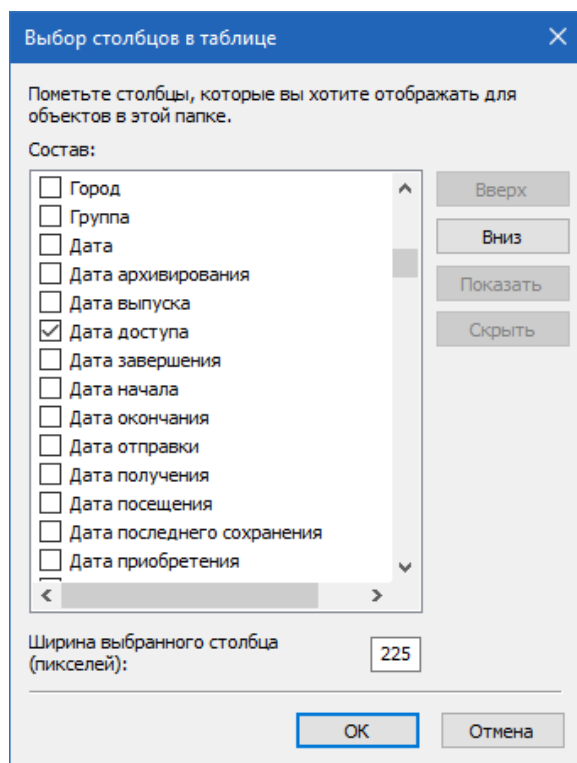 Выбор столбцов в таблице
Пометьте столбцы, которые вы хотите отображать для
объектов в этой папке.
Состав:
Город
Группа
Дата
Дата архивирования
Дата выпуска
Дата доступа
Дата завершения
Дата начала
Дата окончания
Дата отправки
Дата получения
Дата посещения
Дата последнего сохранения
Дата приобретения
Вверх
Вниз
Показать
Скрыть
Ширина выбранного столбца
(пикселей):
225
ОК
Отмена